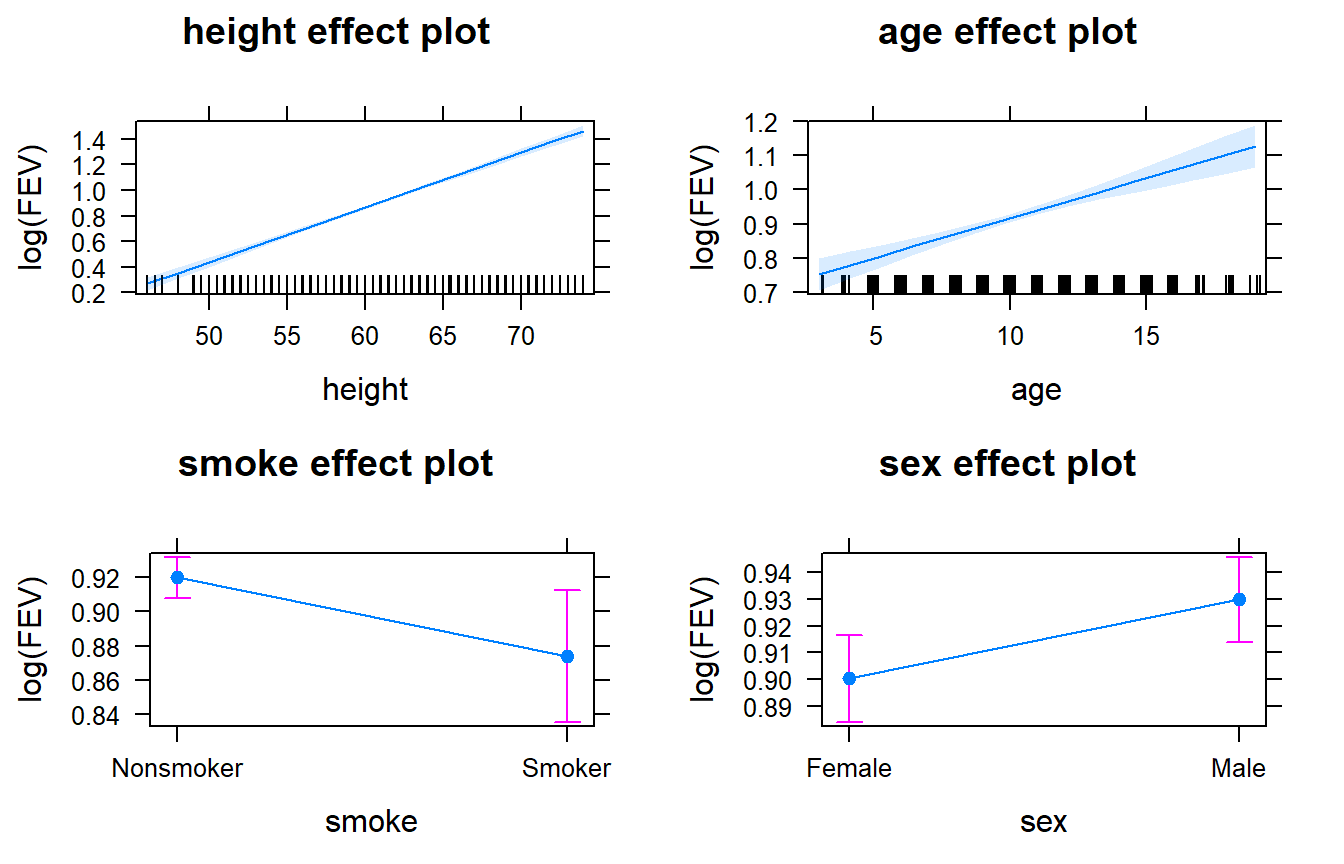 height effect plot
log(FEV)
1.4
1.2
1.0
0.8
0.6
0.4
0.2
50 55 60 65 70
height
age effect plot
log(FEV)
1.2
1.1
1.0
0.9
0.8
0.7
5 10 15
age
smoke effect plot
log(FEV)
0.92
0.90
0.88
0.86
0.84
Nonsmoker Smoker
smoke
sex effect plot
log(FEV)
0.94
0.93
0.92
0.91
0.90
0.89
Female Male
sex